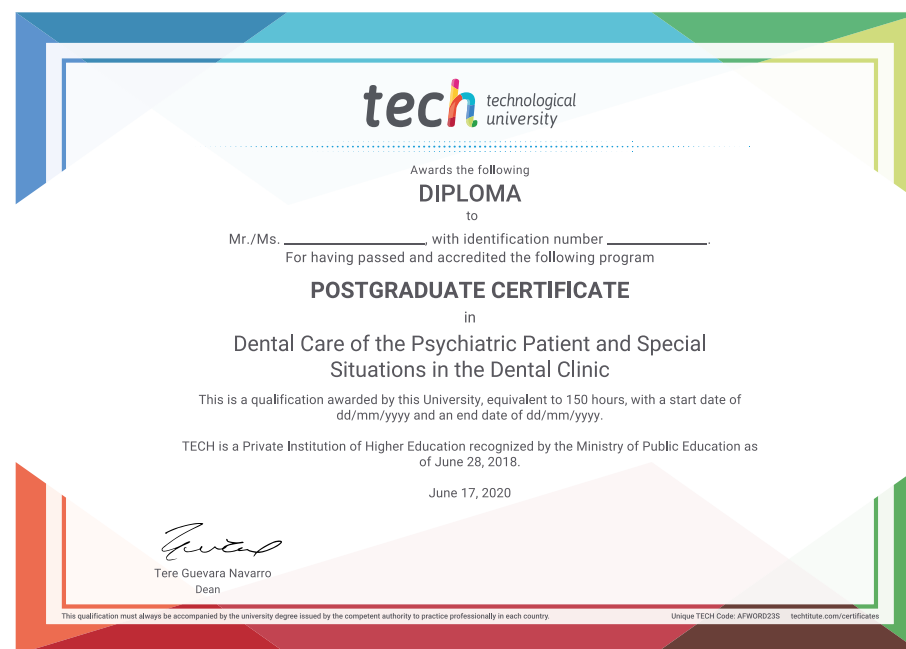 tech technological
university
Awards the following
DIPLOMA
to
Mr./Ms. ____________, with identification number ____________.
For having passed and accredited the following program
POSTGRADUATE CERTIFICATE
in
Dental Care of the Psychiatric Patient and Special
Situations in the Dental Clinic
This is a qualification awarded by this University, equivalent to 150 hours, with a start date of
dd/mm/yyyy and an end date of dd/mm/yyyy.
TECH is a Private Institution of Higher Education recognized by the Ministry of Public Education as
of June 28, 2018.
June 17, 2020
Tere Guevara Navarro
Dean
This qualification must always be accompanied by the university degree issued by the competent authority to practice professionally in each country. Unique TECH Code: AFWORD23S techtitute.com/certificates